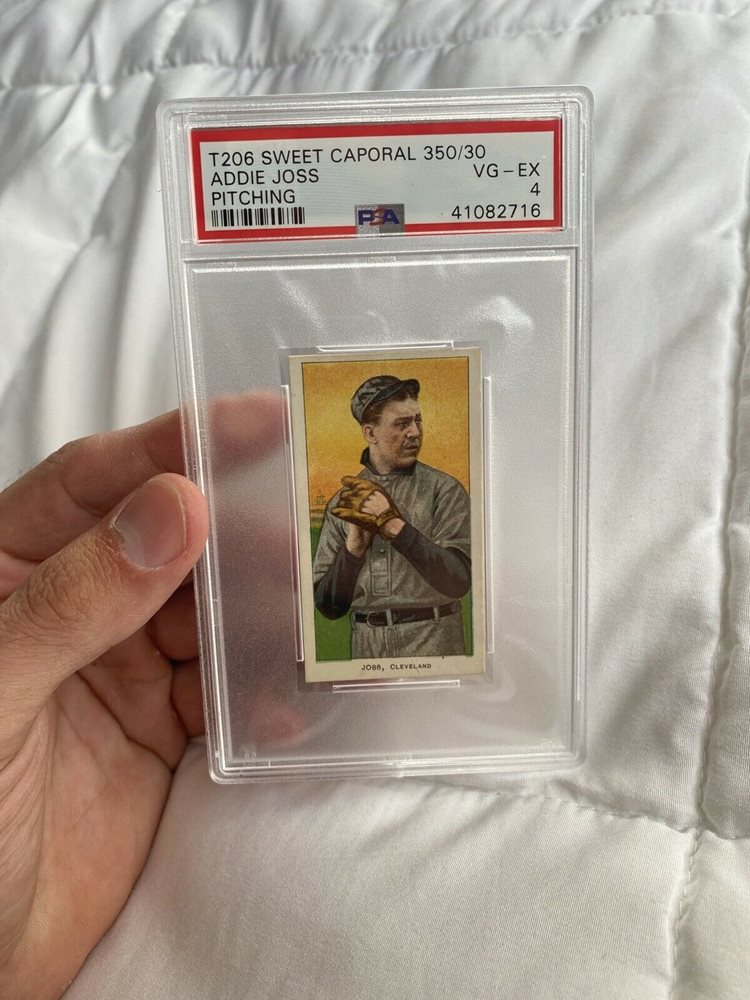 T206 SWEET CAPORAL 350/30
ADDIE JOSS VG-EX
PITCHING 4
PSA 41082716
JOSS, CLEVELAND